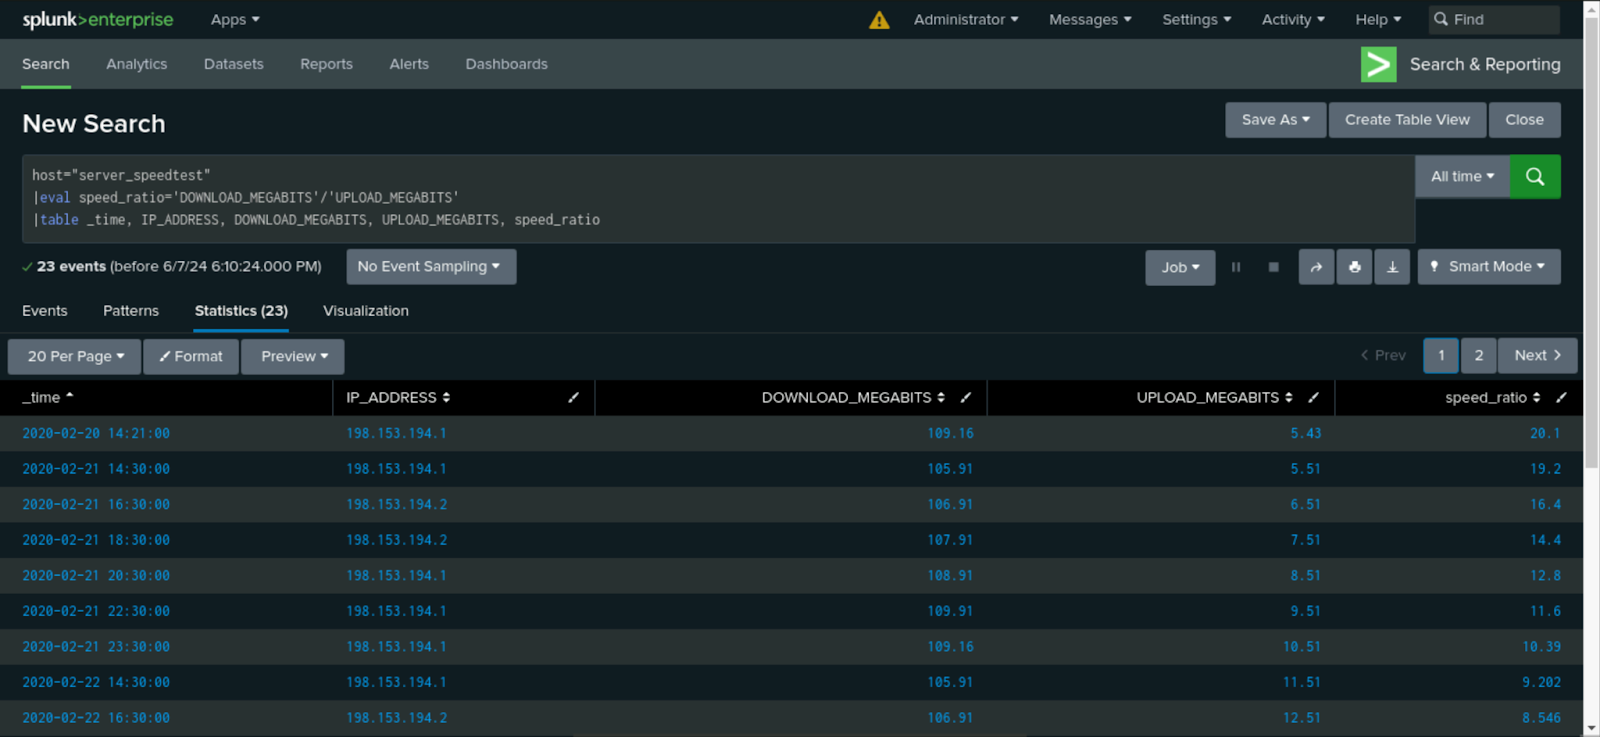 splunk>enterprise Apps Administrator Messages Settings Activity Help Find
Search Analytics Datasets Reports Alerts Dashboards Search & Reporting
New Search Save As Create Table View Close
host="server_speedtest"
|eval speed_ratio='DOWNLOAD_MEGABITS'/'UPLOAD_MEGABITS' All time
|table _time, IP_ADDRESS, DOWNLOAD_MEGABITS, UPLOAD_MEGABITS, speed_ratio
23 events (before 6/7/24 6:10:24.000 PM) No Event Sampling Job Smart Mode
Events Patterns Statistics (23) Visualization
20 Per Page Format Preview Prev 1 2 Next
_time IP_ADDRESS DOWNLOAD_MEGABITS UPLOAD_MEGABITS speed_ratio
2020-02-20 14:21:00 198.153.194.1 109.16 5.43 20.1
2020-02-21 14:30:00 198.153.194.1 105.91 5.51 19.2
2020-02-21 16:30:00 198.153.194.2 106.91 6.51 16.4
2020-02-21 18:30:00 198.153.194.2 107.91 7.51 14.4
2020-02-21 20:30:00 198.153.194.1 108.91 8.51 12.8
2020-02-21 22:30:00 198.153.194.1 109.91 9.51 11.6
2020-02-21 23:30:00 198.153.194.1 109.16 10.51 10.39
2020-02-22 14:30:00 198.153.194.1 105.91 11.51 9.202
2020-02-22 16:30:00 198.153.194.2 106.91 12.51 8.546